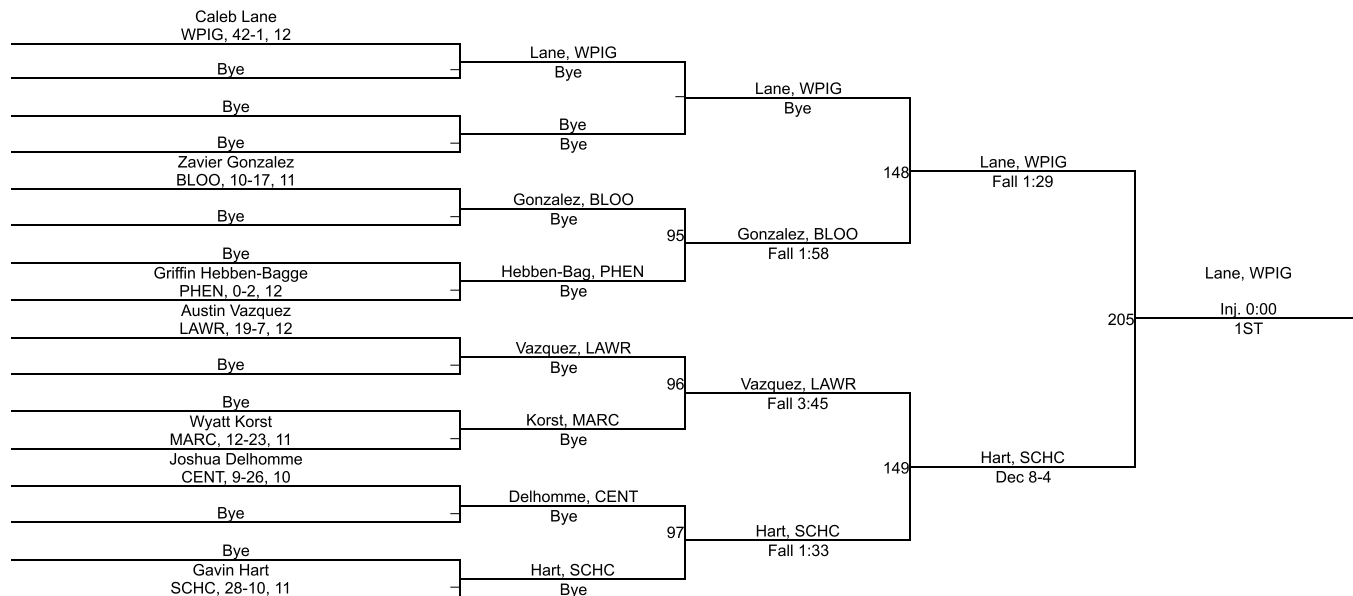 Caleb Lane
WPIG, 42-1, 12
Bye
Bye
Bye
Zavier Gonzalez
BLOO, 10-17, 11
Bye
Bye
Griffin Hebben-Bagge
PHEN, 0-2, 12
Austin Vazquez
LAWR, 19-7, 12
Bye
Bye
Wyatt Korst
MARC, 12-23, 11
Joshua Delhomme
CENT, 9-26, 10
Bye
Bye
Gavin Hart
SCHC, 28-10, 11
Lane, WPIG
Bye
Bye
Bye
Gonzalez, BLOO
Bye
95
Hebben-Bag, PHEN
Bye
Vazquez, LAWR
Bye
96
Korst, MARC
Bye
Delhomme, CENT
Bye
97
Hart, SCHC
Bye
Lane, WPIG
Bye
148
Gonzalez, BLOO
Fall 1:58
Vazquez, LAWR
Fall 3:45
149
Hart, SCHC
Fall 1:33
Lane, WPIG
Fall 1:29
205
Hart, SCHC
Dec 8-4
Lane, WPIG
Inj. 0:00
1ST